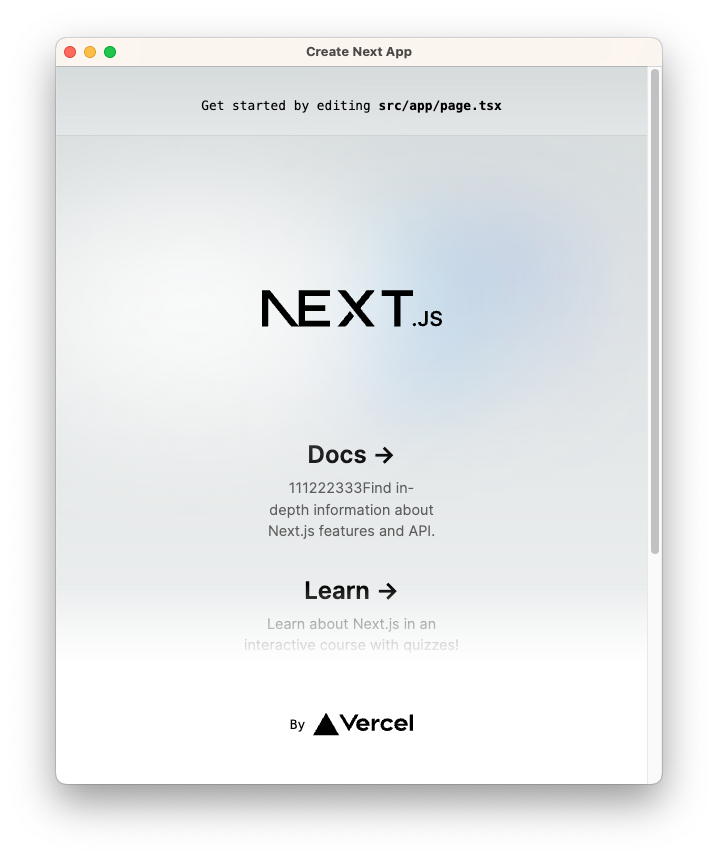 Create Next App
Get started by editing src/app/page.tsx
NEXT.JS
Docs →
111222333Find in-
depth information about
Next.js features and API.
Learn →
Learn about Next.js in an
interactive course with quizzes!
By Vercel